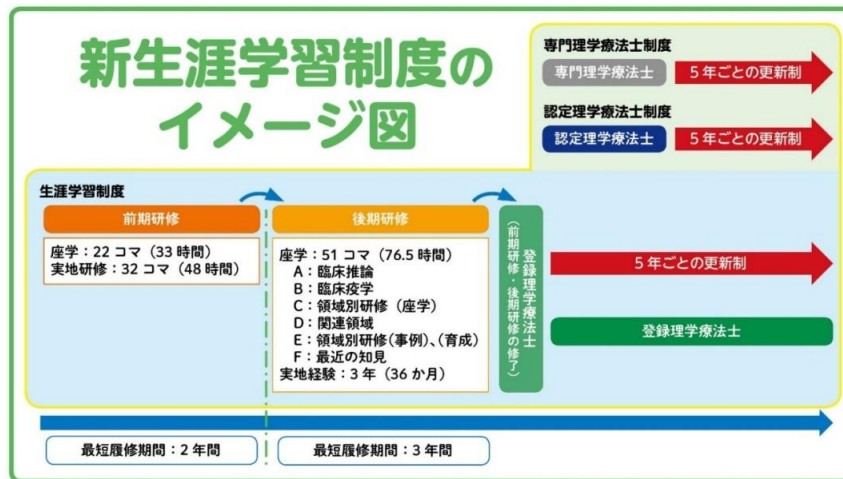 新生涯学習制度の
イメージ図
専門理学療法士制度
専門理学療法士
5年ごとの更新制
認定理学療法士制度
認定理学療法士
5年ごとの更新制
生涯学習制度
前期研修
座学：22コマ（33時間）
実地研修：32コマ（48時間）
後期研修
座学：51コマ（76.5時間）
A：臨床推論
B：臨床疫学
C：領域別研修（座学）
D：関連領域
E：領域別研修(事例)、(育成)
F：最近の知見
実地経験：3年（36か月）
登録理学療法士
（前期研修・後期研修の修了）
5年ごとの更新制
登録理学療法士
最短履修期間：2年間
最短履修期間：3年間